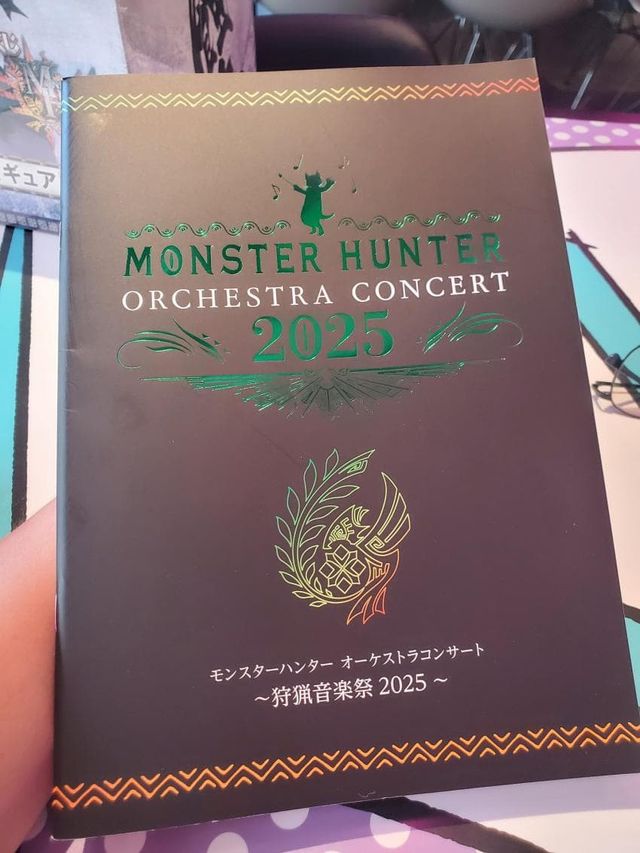 キュア
MONSTER HUNTER
ORCHESTRA CONCERT
2025
モンスターハンター オーケストラコンサート
～狩猟音楽祭 2025～